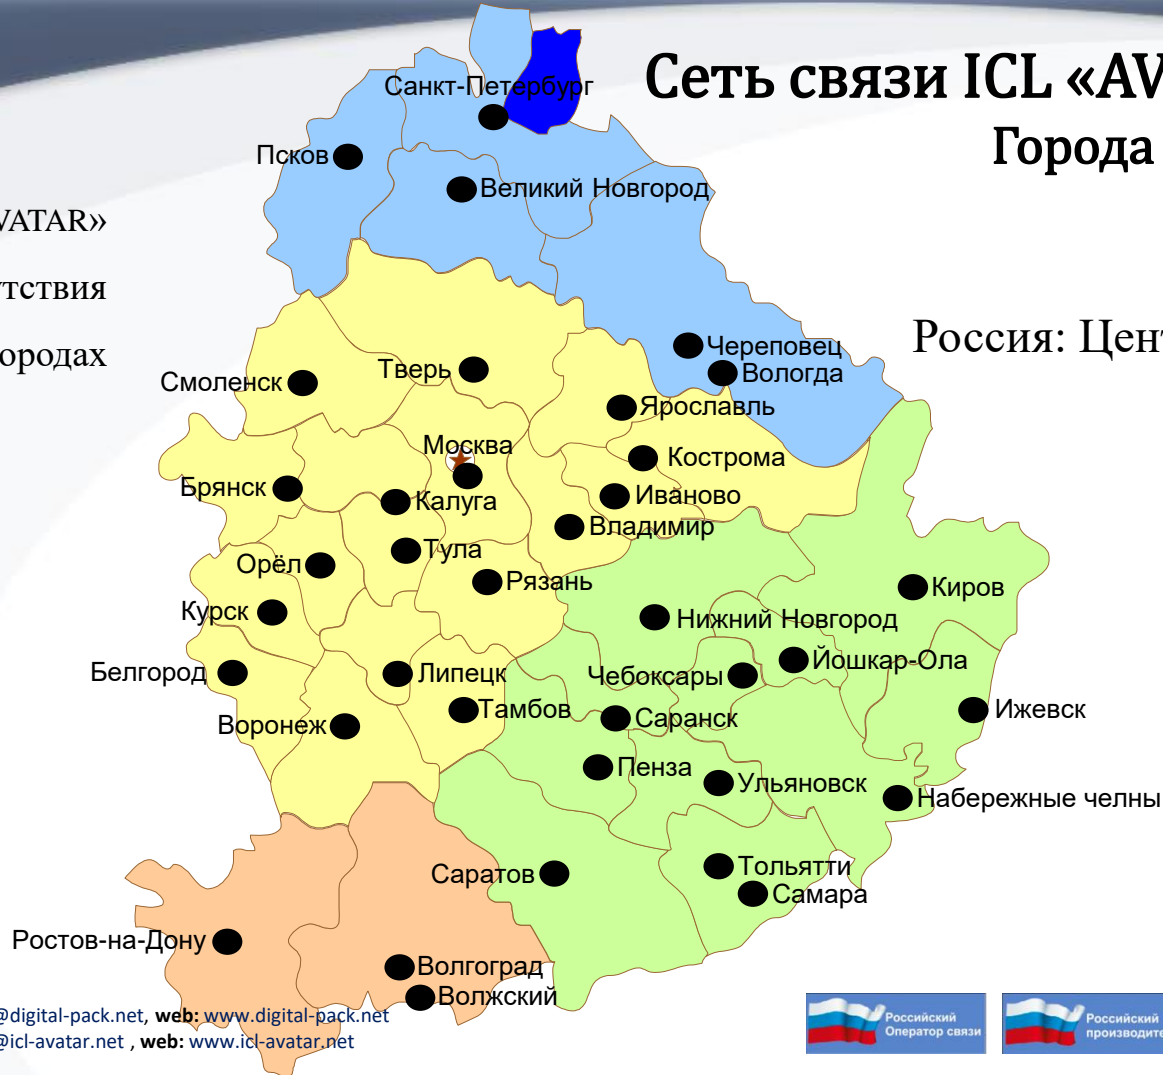 Сеть связи ICL «AV
Города
VATAR»
утствия
ородах
Россия: Цент
Санкт-Петербург
Псков
Великий Новгород
Череповец
Вологда
Тверь
Смоленск
Ярославль
Москва
Кострома
Брянск
Иваново
Калуга
Владимир
Тула
Орёл
Рязань
Киров
Курск
Нижний Новгород
Йошкар-Ола
Белгород
Липецк
Чебоксары
Тамбов
Ижевск
Воронеж
Саранск
Пенза
Ульяновск
Набережные челны
Саратов
Тольятти
Самара
Ростов-на-Дону
Волгоград
Волжский
@digital-pack.net, web: www.digital-pack.net
@icl-avatar.net , web: www.icl-avatar.net
Российский
Оператор связи
Российский
производите